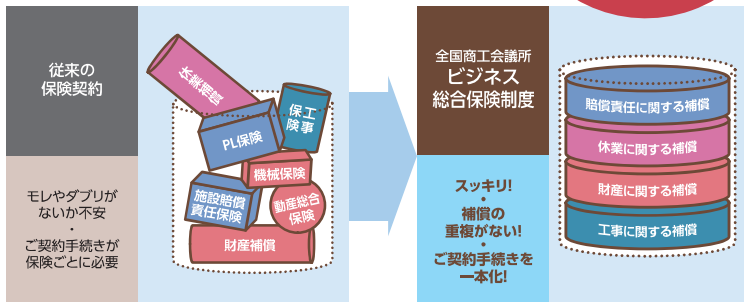 従来の
保険契約
モレやダブりが
ないか不安
・
ご契約手続きが
保険ごとに必要
休業補償
工事
保険
PL保険
機械保険
施設賠償
責任保険
動産総合
保険
財産補償
全国商工会議所
ビジネス
総合保険制度
スッキリ!
・
補償の
重複がない!
・
ご契約手続きを
一本化!
賠償責任に関する補償
休業に関する補償
財産に関する補償
工事に関する補償